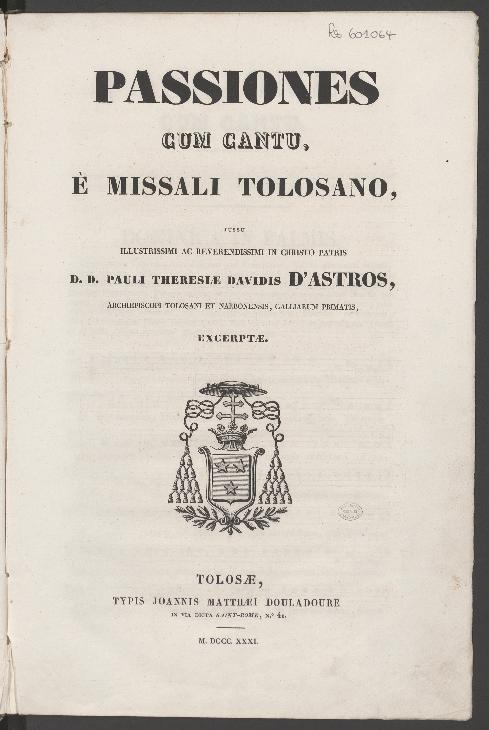 Rés 601064
PASSIONES
CUM CANTU,
È MISSALI TOLOSANO,
JUSSU
ILLUSTRISSIMI AC REVERENDISSIMI IN CHRISTO PATRIS
D. D. PAULI THERESIÆ DAVIDIS D'ASTROS,
ARCHIEPISCOPI TOLOSANI ET NARBONENSIS, GALLIARUM PRIMATIS,
EXCERPTÆ.
TOLOSÆ,
TYPIS JOANNIS MATTHÆI DOULADOURE
IN VIA DICTA SAINT-ROME, N.º 41.
M. DCCC. XXXI.